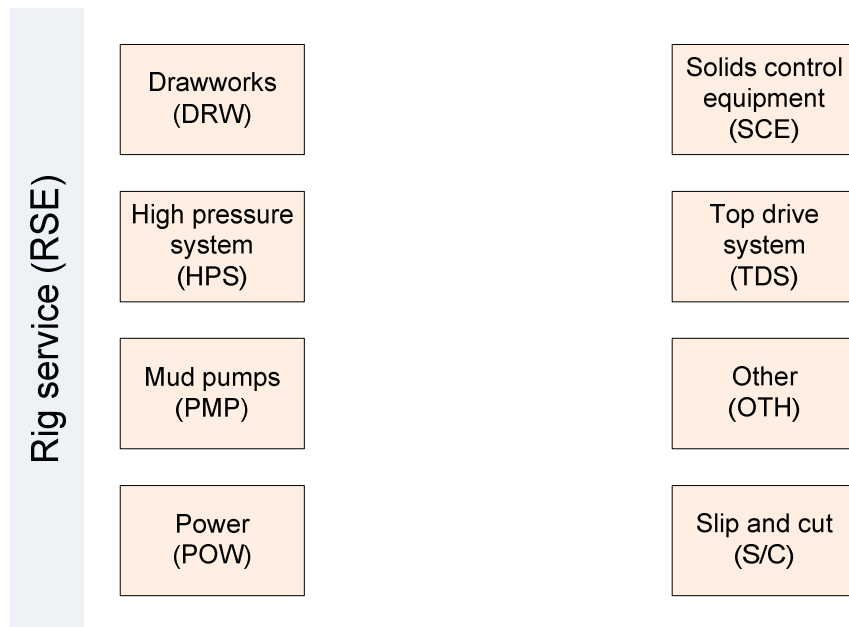 Rig service (RSE)
Drawworks
(DRW)
High pressure
system
(HPS)
Mud pumps
(PMP)
Power
(POW)
Solids control
equipment
(SCE)
Top drive
system
(TDS)
Other
(OTH)
Slip and cut
(S/C)